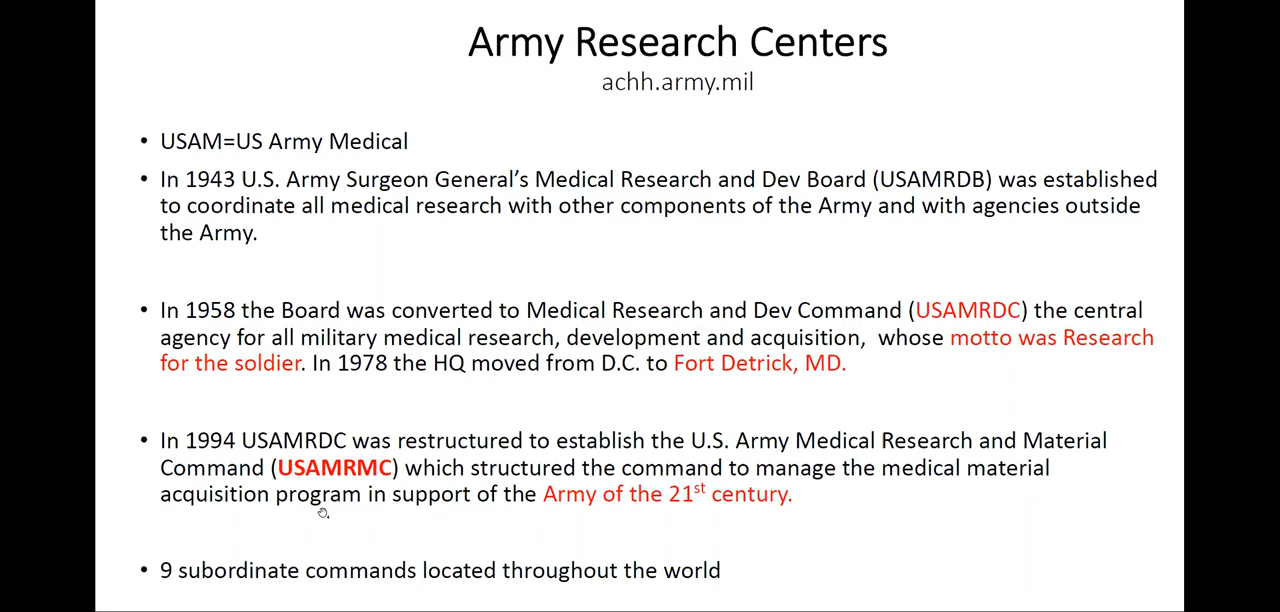 Army Research Centers
achh.army.mil
• USAM=US Army Medical
• In 1943 U.S. Army Surgeon General's Medical Research and Dev Board (USAMRDB) was established
to coordinate all medical research with other components of the Army and with agencies outside
the Army.
• In 1958 the Board was converted to Medical Research and Dev Command (USAMRDC) the central
agency for all military medical research, development and acquisition, whose motto was Research
for the soldier. In 1978 the HQ moved from D.C. to Fort Detrick, MD.
• In 1994 USAMRDC was restructured to establish the U.S. Army Medical Research and Material
Command (USAMRMC) which structured the command to manage the medical material
acquisition program in support of the Army of the 21st century.
• 9 subordinate commands located throughout the world